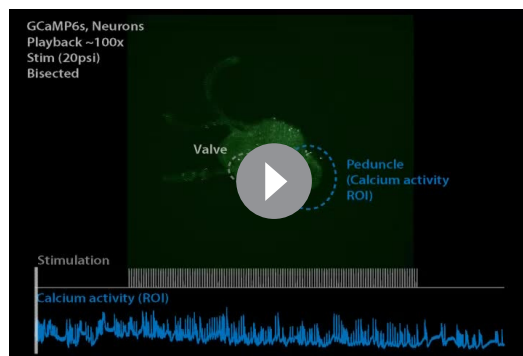 GCaMP6s, Neurons
Playback ~100x
Stim (20psi)
Bisected
Valve
Peduncle
(Calcium activity
ROI)
Stimulation
Calcium activity (ROI)